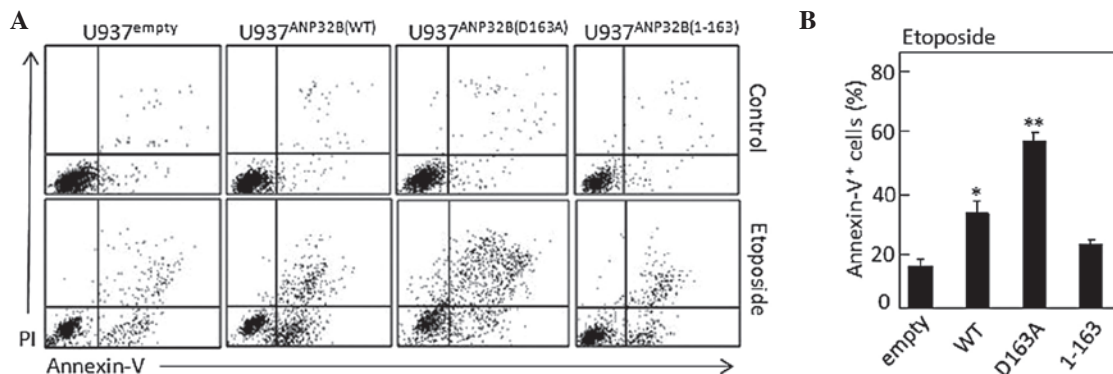 A
U937empty
U937ANP32B(WT)
U937ANP32B(D163A)
U937ANP32B(1-163)
Control
Etoposide
PI
Annexin-V
B
Etoposide
Annexin-V+ cells (%)
80
60
40
20
0
*
**
empty
WT
D163A
1-163